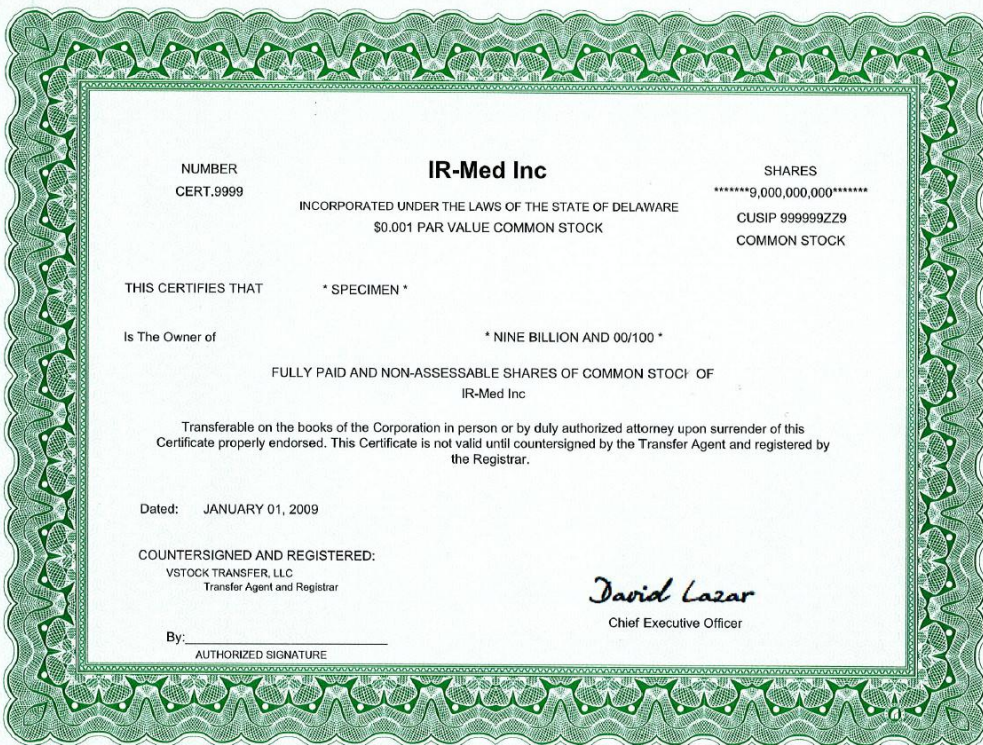 NUMBER
CERT.9999
IR-Med Inc
INCORPORATED UNDER THE LAWS OF THE STATE OF DELAWARE
$0.001 PAR VALUE COMMON STOCK
SHARES
*******9,000,000,000*******
CUSIP 999999ZZ9
COMMON STOCK
THIS CERTIFIES THAT * SPECIMEN *
Is The Owner of * NINE BILLION AND 00/100 *
FULLY PAID AND NON-ASSESSABLE SHARES OF COMMON STOCK OF
IR-Med Inc
Transferable on the books of the Corporation in person or by duly authorized attorney upon surrender of this
Certificate properly endorsed. This Certificate is not valid until countersigned by the Transfer Agent and registered by
the Registrar.
Dated: JANUARY 01, 2009
COUNTERSIGNED AND REGISTERED:
VSTOCK TRANSFER, LLC
Transfer Agent and Registrar
By:
AUTHORIZED SIGNATURE
David Lazar
Chief Executive Officer